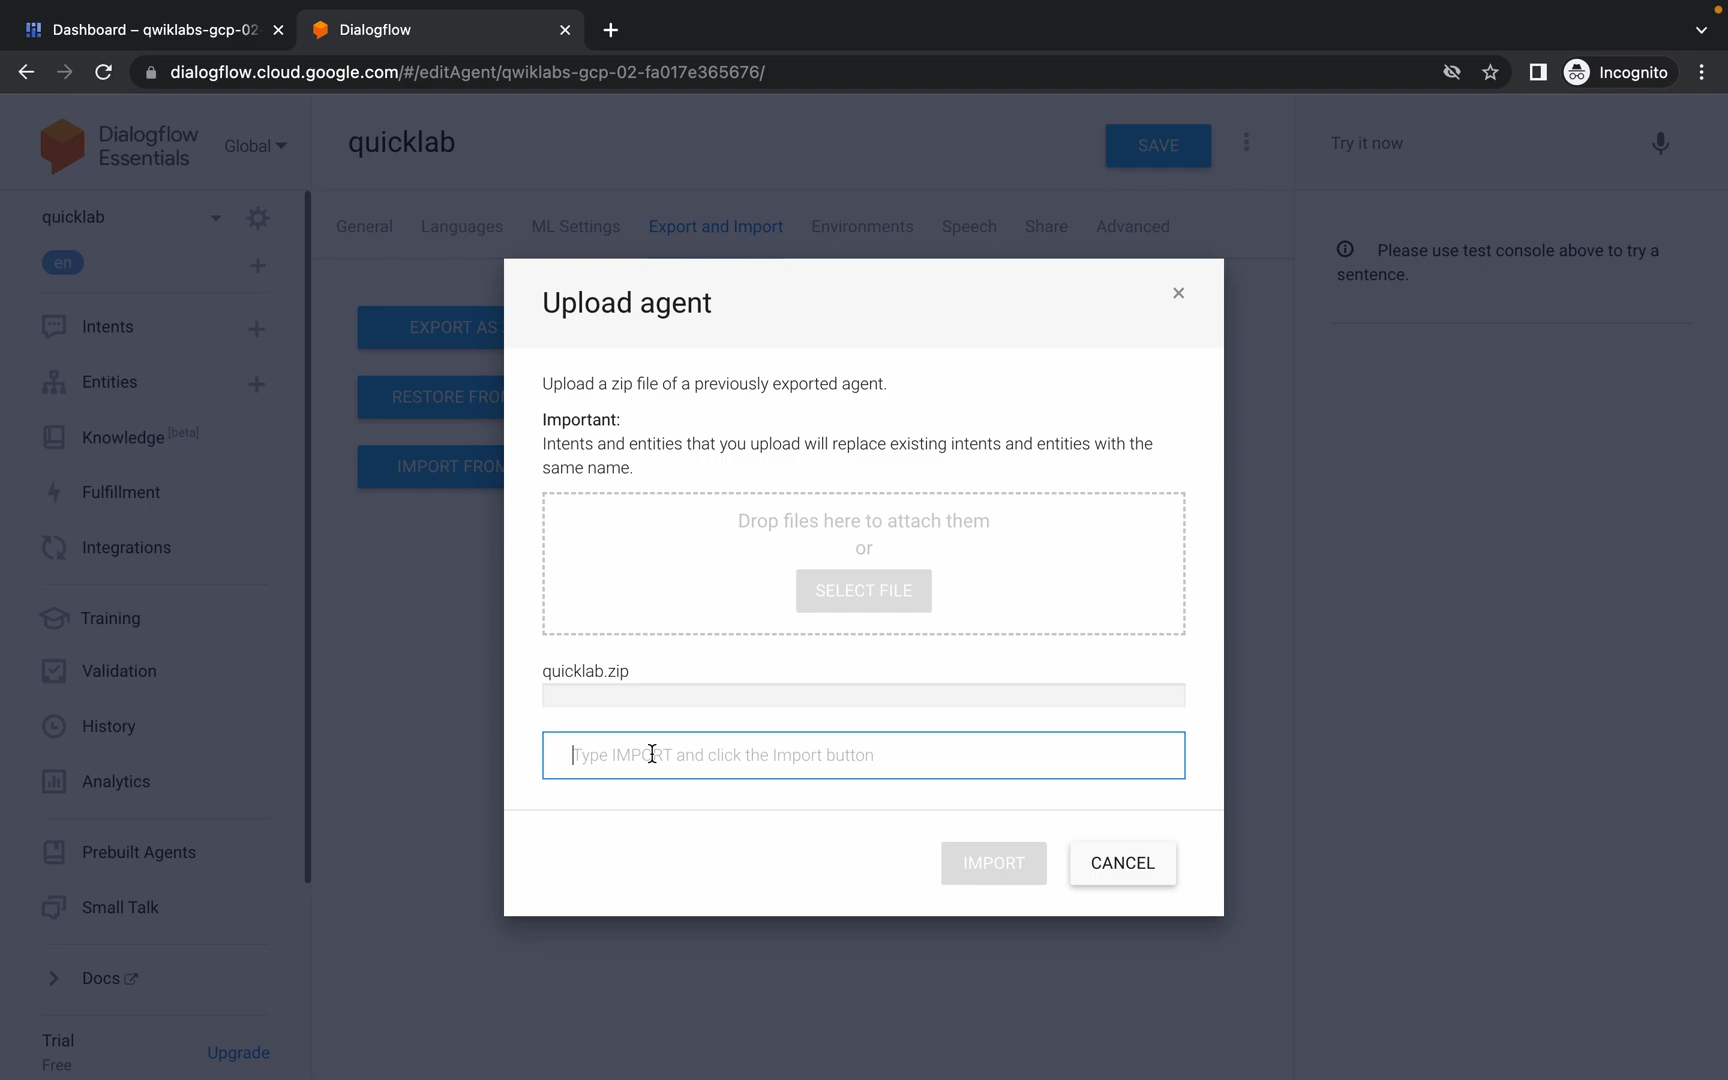 Dashboard – qwiklabs-gcp-02-
Dialogflow
dialogflow.cloud.google.com/#/editAgent/qwiklabs-gcp-02-fa017e365676/
Incognito
Dialogflow
Essentials
Global
quicklab
SAVE
Try it now
quicklab
General
Languages
ML Settings
Export and Import
Environments
Speech
Share
Advanced
en
Please use test console above to try a
sentence.
Intents
Entities
Knowledge [beta]
Fulfillment
Integrations
Training
Validation
History
Analytics
Prebuilt Agents
Small Talk
Docs
Trial
Free
Upgrade
EXPORT AS
RESTORE FROM
IMPORT FROM
Upload agent
Upload a zip file of a previously exported agent.
Important:
Intents and entities that you upload will replace existing intents and entities with the
same name.
Drop files here to attach them
or
SELECT FILE
quicklab.zip
Type IMPORT and click the Import button
IMPORT
CANCEL